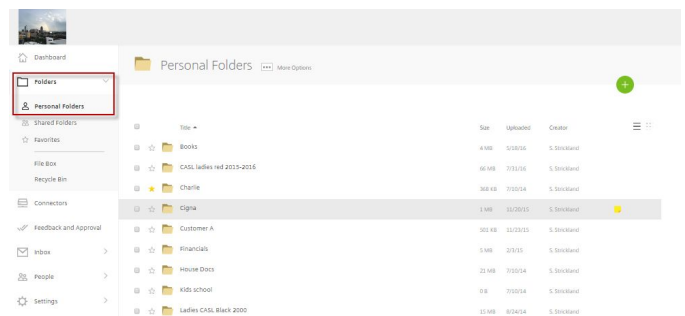 Dashboard
Personal Folders ••• More Options
Folders
Personal Folders
Shared Folders
Favorites
File Box
Recycle Bin
Connectors
Feedback and Approval
Inbox
People
Settings
Title Size Uploaded Creator
Books 4 MB 5/18/16 S. Strickland
CASL ladies red 2015-2016 66 MB 7/31/16 S. Strickland
Charlie 368 KB 7/10/14 S. Strickland
Cigna 1 MB 11/20/15 S. Strickland
Customer A 501 KB 11/23/15 S. Strickland
Financials 5 MB 2/3/15 S. Strickland
House Docs 21 MB 7/10/14 S. Strickland
Kids school 0 B 7/10/14 S. Strickland
Ladies CASL Black 2000 15 MB 8/24/14 S. Strickland